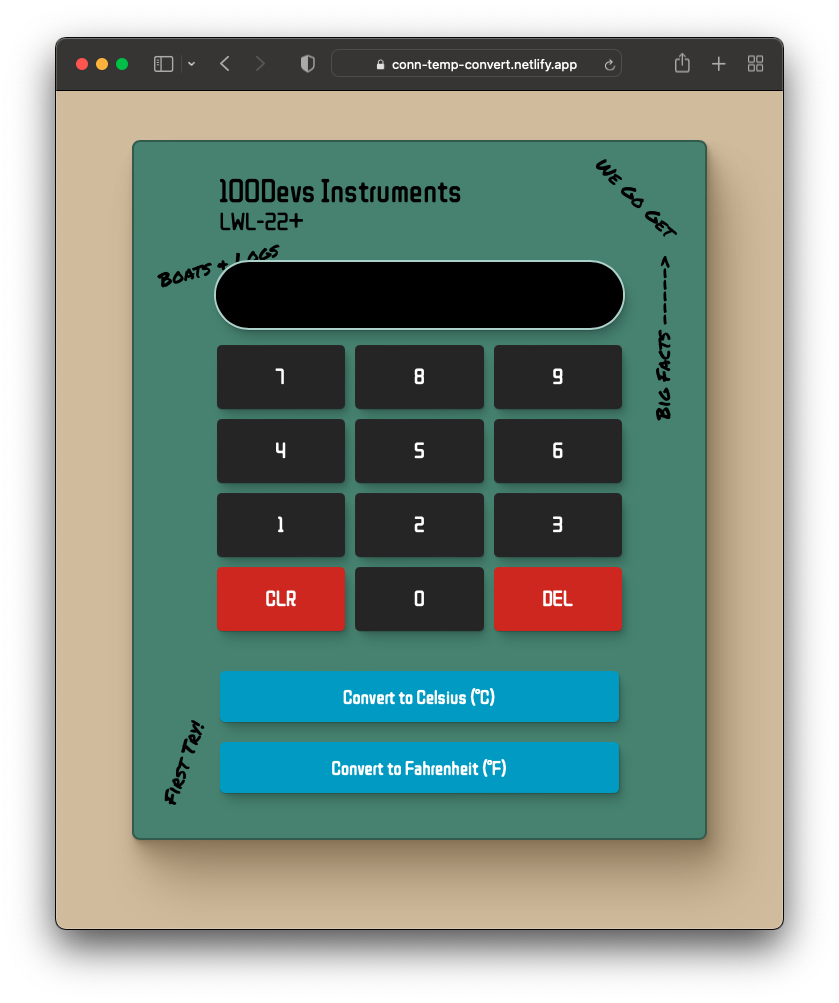 conn-temp-convert.netlify.app
100Devs Instruments
LWL-22+
We Go Get
Boats & Logs
Big Facts ------>
7 8 9
4 5 6
1 2 3
CLR 0 DEL
Convert to Celsius (°C)
First Try!
Convert to Fahrenheit (°F)